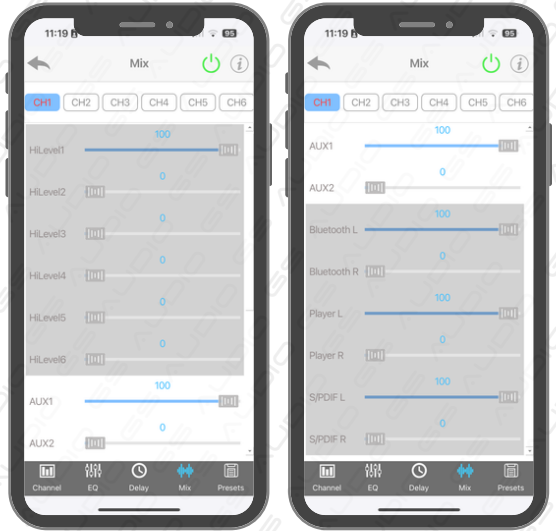 11:19
95
Mix
CH1 CH2 CH3 CH4 CH5 CH6
100
HiLevel1
0
HiLevel2
0
HiLevel3
0
HiLevel4
0
HiLevel5
0
HiLevel6
100
AUX1
0
AUX2
Channel EQ Delay Mix Presets
11:19
95
Mix
CH1 CH2 CH3 CH4 CH5 CH6
100
AUX1
0
AUX2
100
Bluetooth L
0
Bluetooth R
100
Player L
0
Player R
100
S/PDIF L
0
S/PDIF R
Channel EQ Delay Mix Presets
GS AUDIO